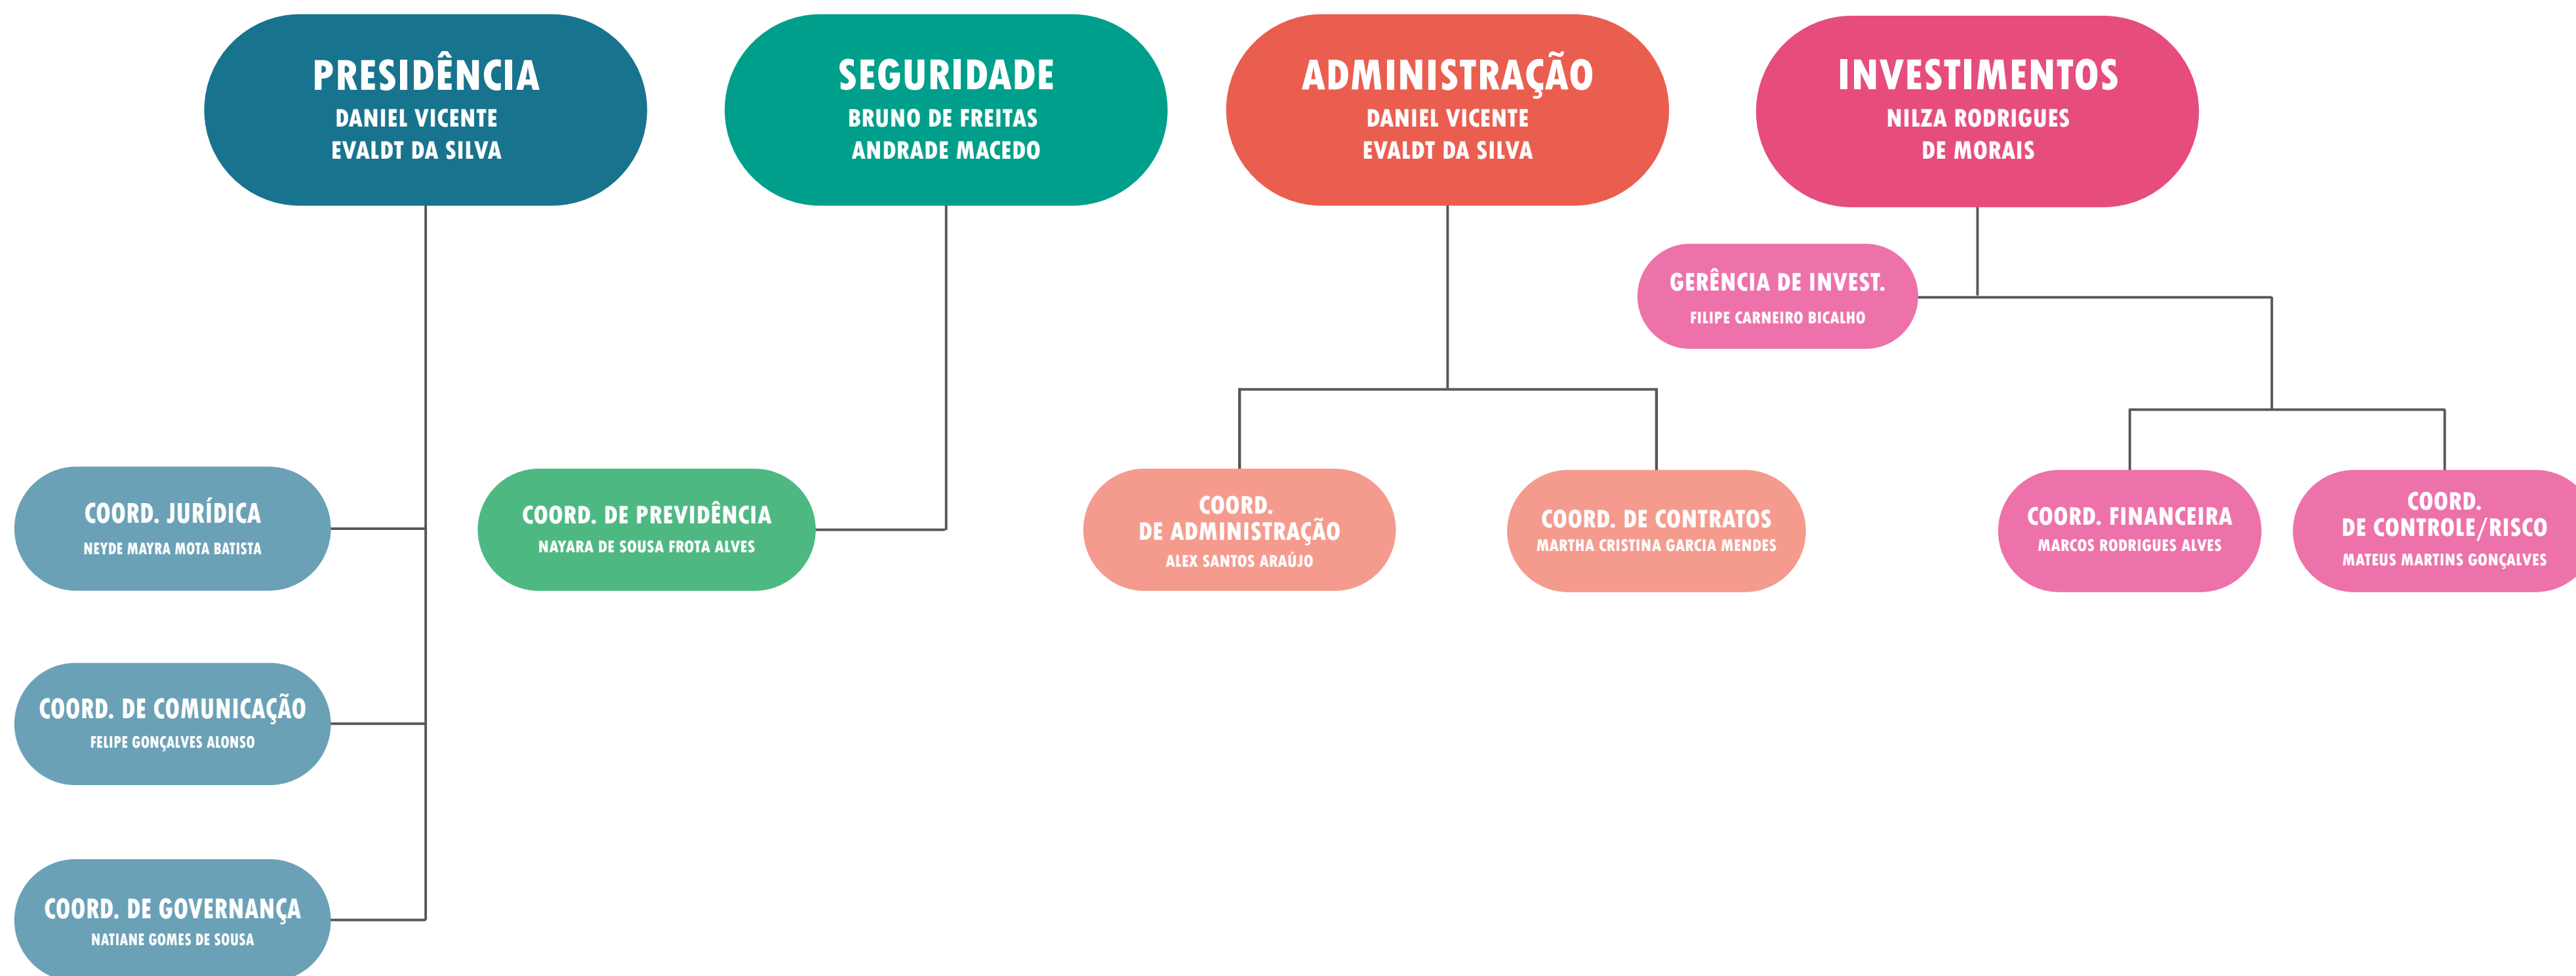 PRESIDÊNCIA
DANIEL VICENTE
EVALDT DA SILVA
SEGURIDADE
BRUNO DE FREITAS
ANDRADE MACEDO
ADMINISTRAÇÃO
DANIEL VICENTE
EVALDT DA SILVA
INVESTIMENTOS
NILZA RODRIGUES
DE MORAIS
GERÊNCIA DE INVEST.
FILIPE CARNEIRO BICALHO
COORD. JURÍDICA
NEYDE MAYRA MOTA BATISTA
COORD. DE PREVIDÊNCIA
NAYARA DE SOUSA FROTA ALVES
COORD.
DE ADMINISTRAÇÃO
ALEX SANTOS ARAÚJO
COORD. DE CONTRATOS
MARTHA CRISTINA GARCIA MENDES
COORD. FINANCEIRA
MARCOS RODRIGUES ALVES
COORD.
DE CONTROLE/RISCO
MATEUS MARTINS GONÇALVES
COORD. DE COMUNICAÇÃO
FELIPE GONÇALVES ALONSO
COORD. DE GOVERNANÇA
NATIANE GOMES DE SOUSA